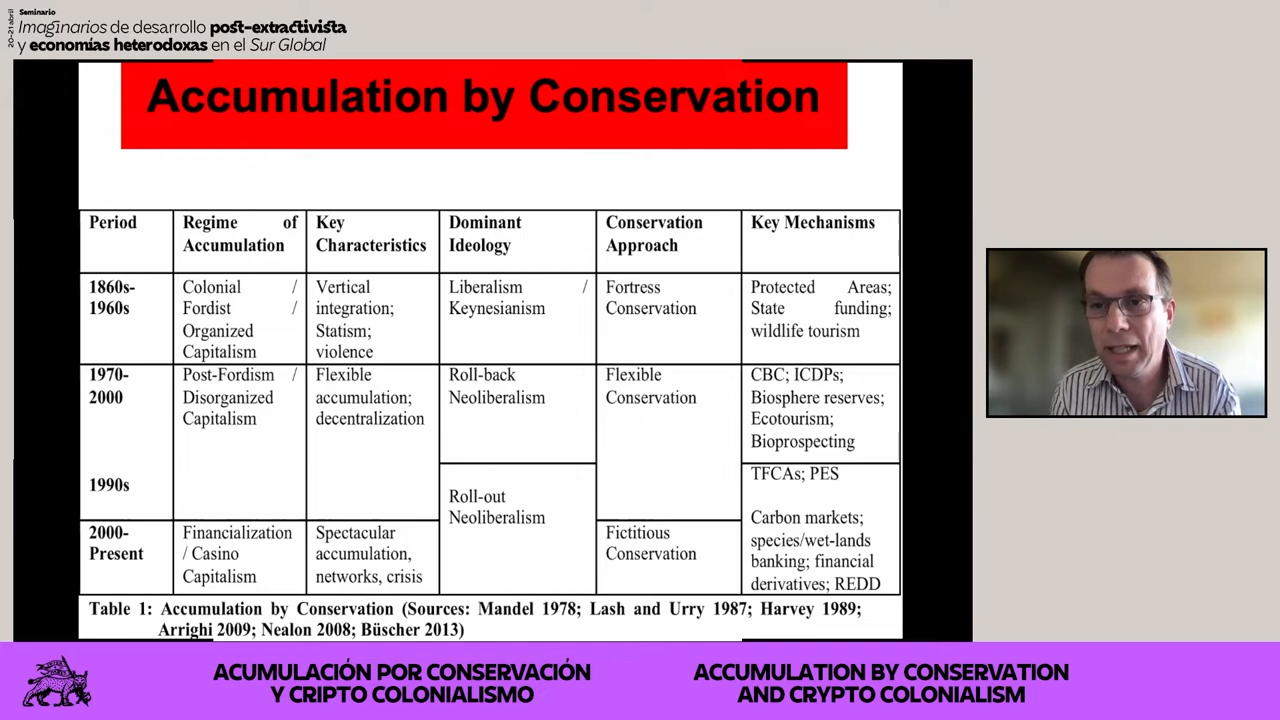 20-21 abril
Seminario
Imaginarios de desarrollo post-extractivista
y economías heterodoxas en el Sur Global
Accumulation by Conservation
Period
Regime of
Accumulation
Key
Characteristics
Dominant
Ideology
Conservation
Approach
Key Mechanisms
1860s-
1960s
Colonial /
Fordist /
Organized
Capitalism
Vertical
integration;
Statism;
violence
Liberalism /
Keynesianism
Fortress
Conservation
Protected Areas;
State funding;
wildlife tourism
1970-
2000
Post-Fordism /
Disorganized
Capitalism
Flexible
accumulation;
decentralization
Roll-back
Neoliberalism
Flexible
Conservation
CBC; ICDPs;
Biosphere reserves;
Ecotourism;
Bioprospecting
1990s
Roll-out
Neoliberalism
TFCAs; PES
2000-
Present
Financialization
/ Casino
Capitalism
Spectacular
accumulation,
networks, crisis
Fictitious
Conservation
Carbon markets;
species/wet-lands
banking; financial
derivatives; REDD
Table 1: Accumulation by Conservation (Sources: Mandel 1978; Lash and Urry 1987; Harvey 1989;
Arrighi 2009; Nealon 2008; Büscher 2013)
ACUMULACIÓN POR CONSERVACIÓN
Y CRIPTO COLONIALISMO
ACCUMULATION BY CONSERVATION
AND CRYPTO COLONIALISM